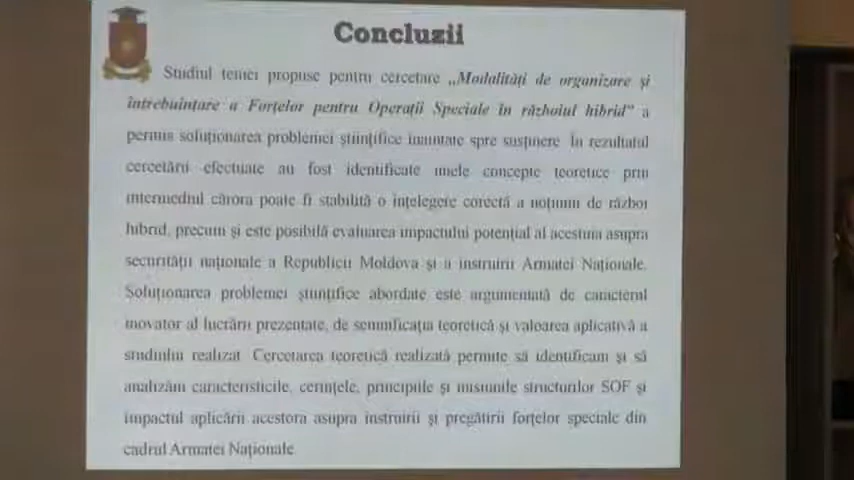 Concluzii
Studiul temei propuse pentru cercetare „Modalități de organizare și
întrebuințare a Forțelor pentru Operații Speciale în războiul hibrid” a
permis soluționarea problemei științifice înaintate spre susținere. În rezultatul
cercetării efectuate au fost identificate unele concepte teoretice prin
intermediul cărora poate fi stabilită o înțelegere corectă a noțiunii de război
hibrid, precum și este posibilă evaluarea impactului potențial al acestuia asupra
securității naționale a Republicii Moldova și a instruirii Armatei Naționale.
Soluționarea problemei științifice abordate este argumentată de caracterul
inovator al lucrării prezentate, de semnificația teoretică și valoarea aplicativă a
studiului realizat. Cercetarea teoretică realizată permite să identificăm și să
analizăm caracteristicile, cerințele, principiile și misiunile structurilor SOF și
impactul aplicării acestora asupra instruirii și pregătirii forțelor speciale din
cadrul Armatei Naționale.